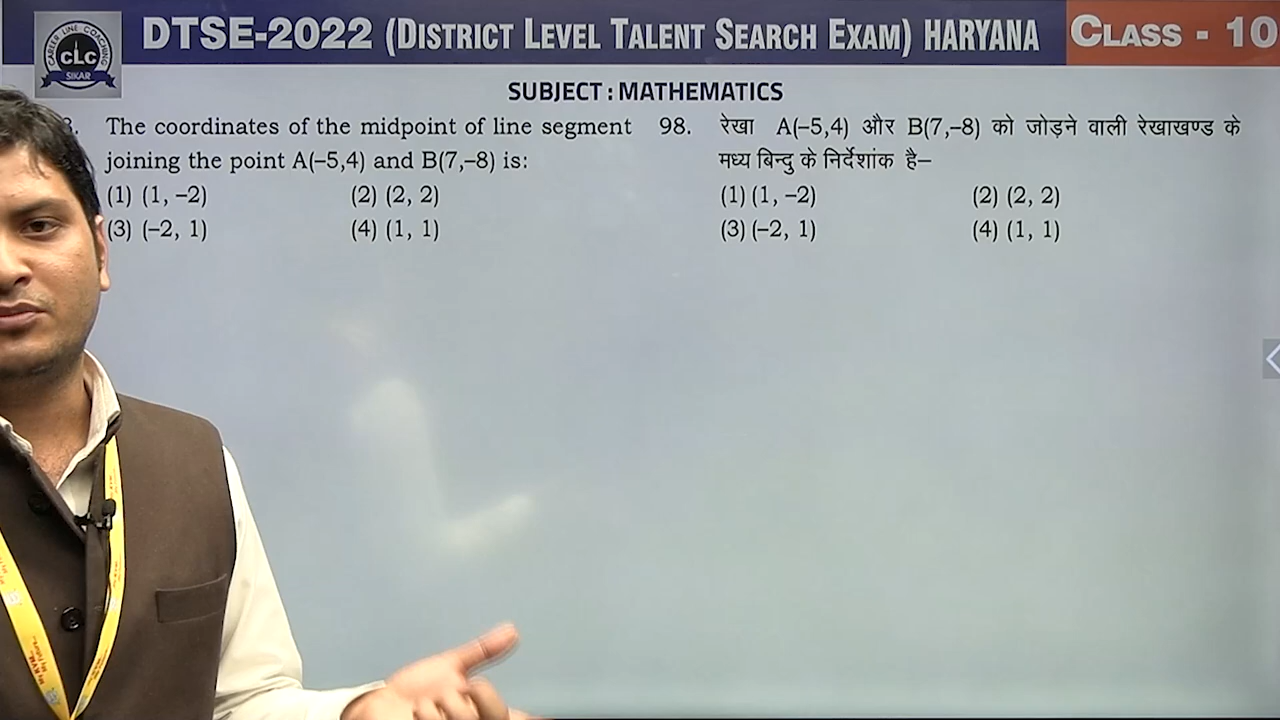 DTSE-2022 (DISTRICT LEVEL TALENT SEARCH EXAM) HARYANA
CLASS - 10
CAREER LINE COACHING
CLC
SIKAR
SUBJECT : MATHEMATICS
The coordinates of the midpoint of line segment
joining the point A(–5,4) and B(7,–8) is:
(1) (1, –2) (2) (2, 2)
(3) (–2, 1) (4) (1, 1)
98. रेखा A(–5,4) और B(7,–8) को जोड़ने वाली रेखाखण्ड के
मध्य बिन्दु के निर्देशांक है–
(1) (1, –2) (2) (2, 2)
(3) (–2, 1) (4) (1, 1)